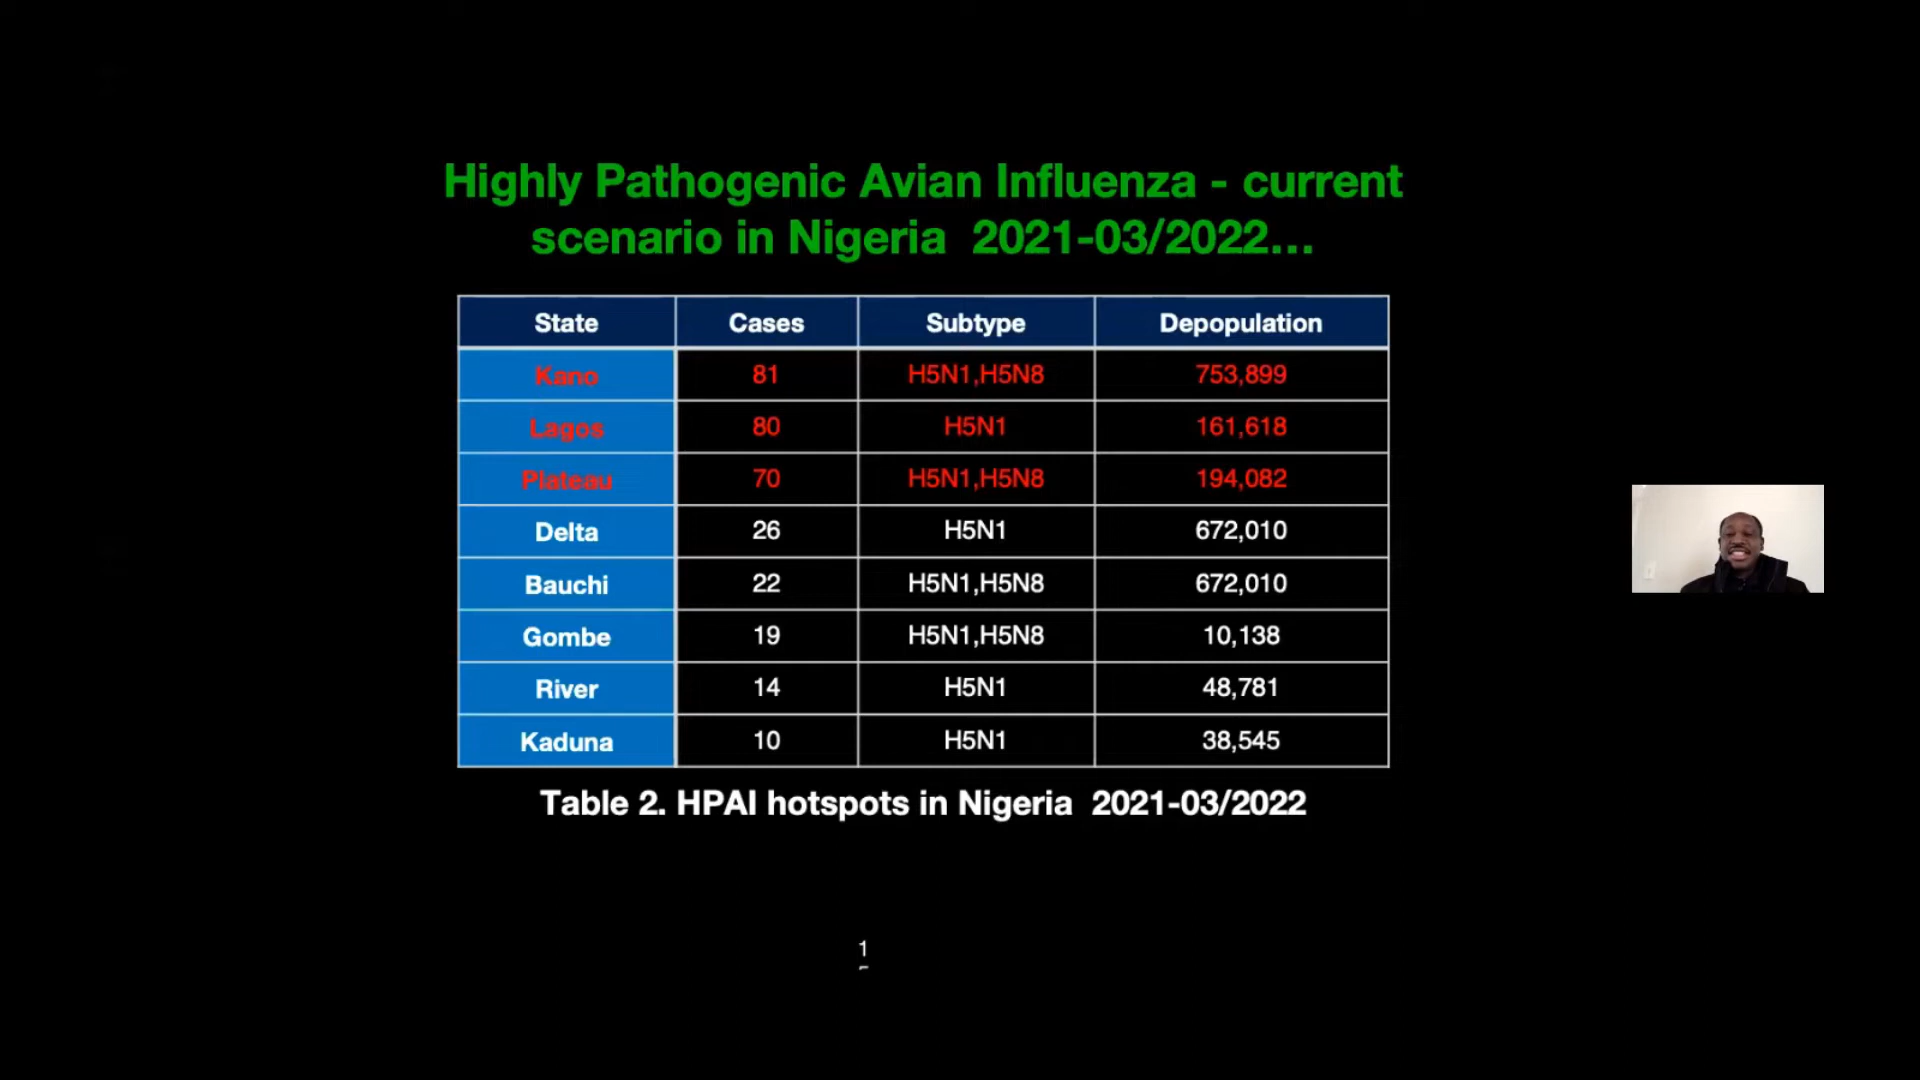 Highly Pathogenic Avian Influenza - current
scenario in Nigeria 2021-03/2022...
State Cases Subtype Depopulation
Kano 81 H5N1,H5N8 753,899
Lagos 80 H5N1 161,618
Plateau 70 H5N1,H5N8 194,082
Delta 26 H5N1 672,010
Bauchi 22 H5N1,H5N8 672,010
Gombe 19 H5N1,H5N8 10,138
River 14 H5N1 48,781
Kaduna 10 H5N1 38,545
Table 2. HPAI hotspots in Nigeria 2021-03/2022
1